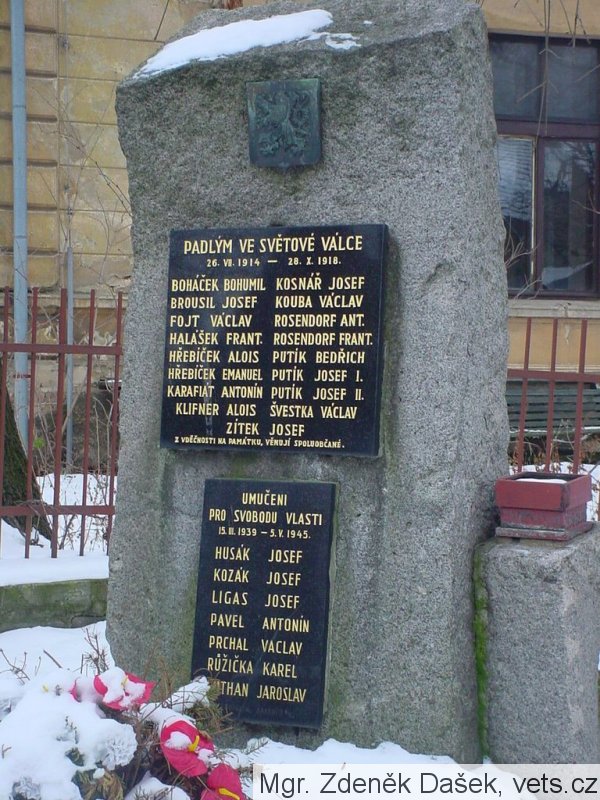 PADLÝM VE SVĚTOVÉ VÁLCE
26. VII. 1914 — 28. X. 1918.
BOHÁČEK BOHUMIL KOSNÁŘ JOSEF
BROUSIL JOSEF KOUBA VÁCLAV
FOJT VÁCLAV ROSENDORF ANT.
HALÁŠEK FRANT. ROSENDORF FRANT.
HŘEBÍČEK ALOIS PUTÍK BEDŘICH
HŘEBÍČEK EMANUEL PUTÍK JOSEF I.
KARAFIÁT ANTONÍN PUTÍK JOSEF II.
KLIFNER ALOIS ŠVESTKA VÁCLAV
ZÍTEK JOSEF
Z VDĚČNOSTI NA PAMÁTKU, VĚNUJÍ SPOLUOBČANÉ.
UMUČENI
PRO SVOBODU VLASTI
15. III. 1939 — 5. V. 1945.
HUSÁK JOSEF
KOZÁK JOSEF
LIGAS JOSEF
PAVEL ANTONÍN
PRCHAL VÁCLAV
RŮŽIČKA KAREL
JAROSLAV
Mgr. Zdeněk Dašek, vets.cz